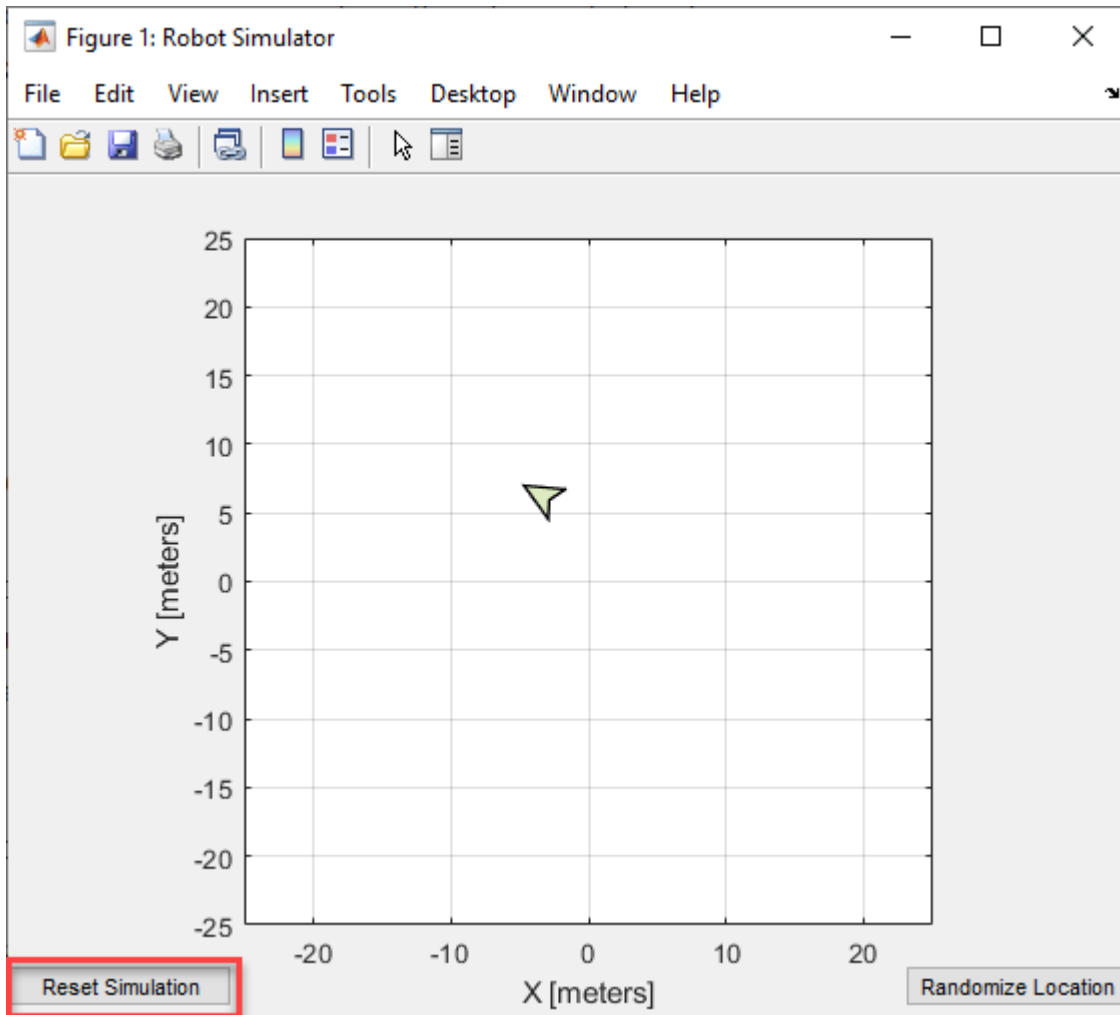 Figure 1: Robot Simulator
File Edit View Insert Tools Desktop Window Help
25
20
15
10
5
0
-5
-10
-15
-20
-25
Y [meters]
-20 -10 0 10 20
X [meters]
Reset Simulation
Randomize Location